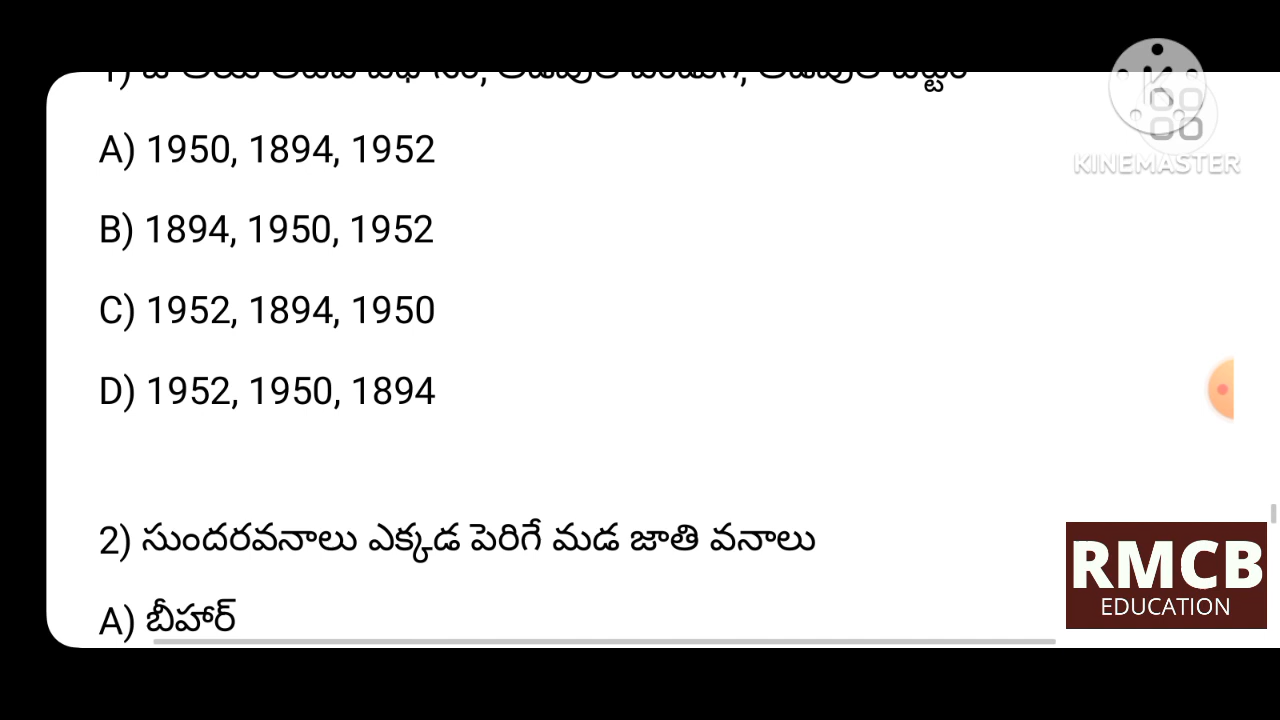 A) 1950, 1894, 1952
B) 1894, 1950, 1952
C) 1952, 1894, 1950
D) 1952, 1950, 1894
2) సుందరవనాలు ఎక్కడ పెరిగే మడ జాతి వనాలు
A) బీహార్
KINEMASTER
RMCB
EDUCATION